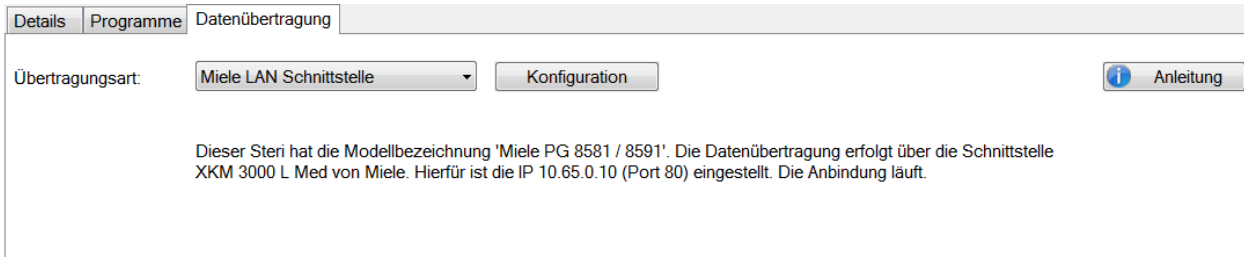 Details Programme Datenübertragung
Übertragungsart: Miele LAN Schnittstelle Konfiguration Anleitung
Dieser Steri hat die Modellbezeichnung 'Miele PG 8581 / 8591'. Die Datenübertragung erfolgt über die Schnittstelle
XKM 3000 L Med von Miele. Hierfür ist die IP 10.65.0.10 (Port 80) eingestellt. Die Anbindung läuft.